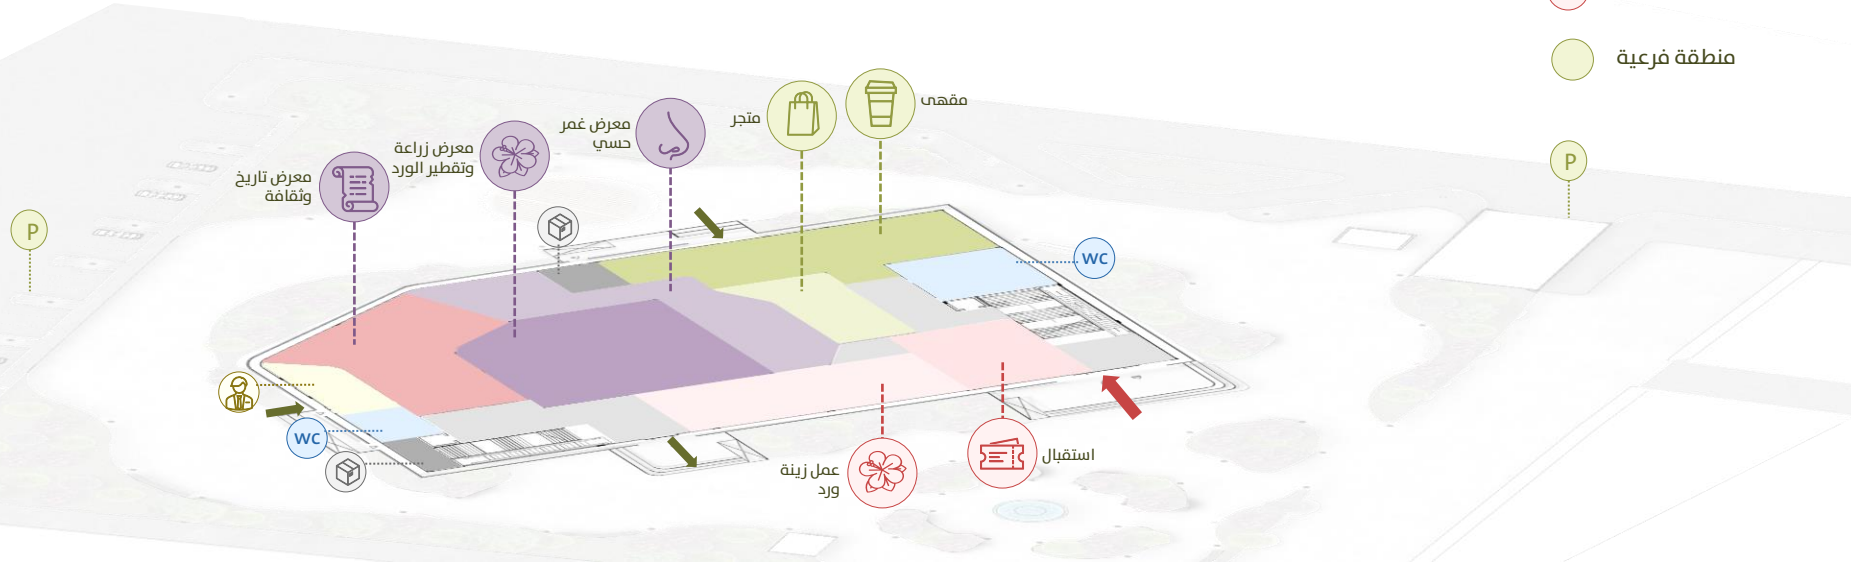 منطقة فرعية
P
مقهى
متجر
معرض غمر
حسي
معرض زراعة
وتقطير الورد
معرض تاريخ
وثقافة
P
WC
WC
استقبال
عمل زينة
ورد